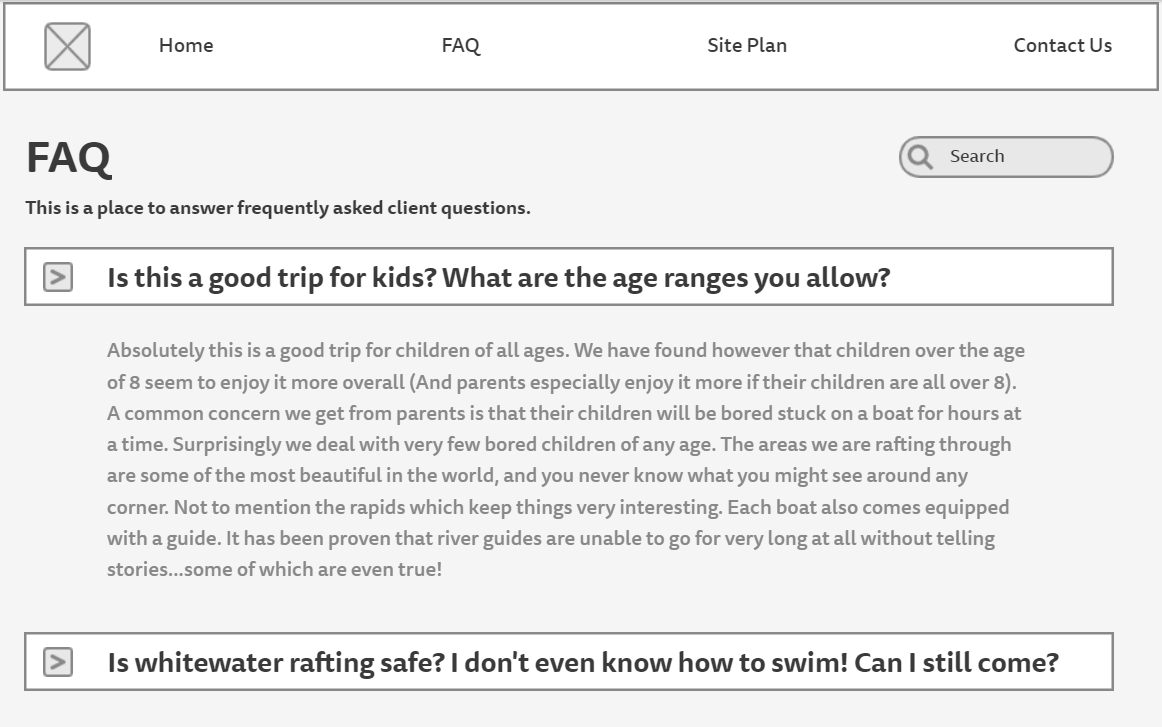 Home FAQ Site Plan Contact Us
FAQ
Search
This is a place to answer frequently asked client questions.
> Is this a good trip for kids? What are the age ranges you allow?
Absolutely this is a good trip for children of all ages. We have found however that children over the age
of 8 seem to enjoy it more overall (And parents especially enjoy it more if their children are all over 8).
A common concern we get from parents is that their children will be bored stuck on a boat for hours at
a time. Surprisingly we deal with very few bored children of any age. The areas we are rafting through
are some of the most beautiful in the world, and you never know what you might see around any
corner. Not to mention the rapids which keep things very interesting. Each boat also comes equipped
with a guide. It has been proven that river guides are unable to go for very long at all without telling
stories...some of which are even true!
> Is whitewater rafting safe? I don't even know how to swim! Can I still come?